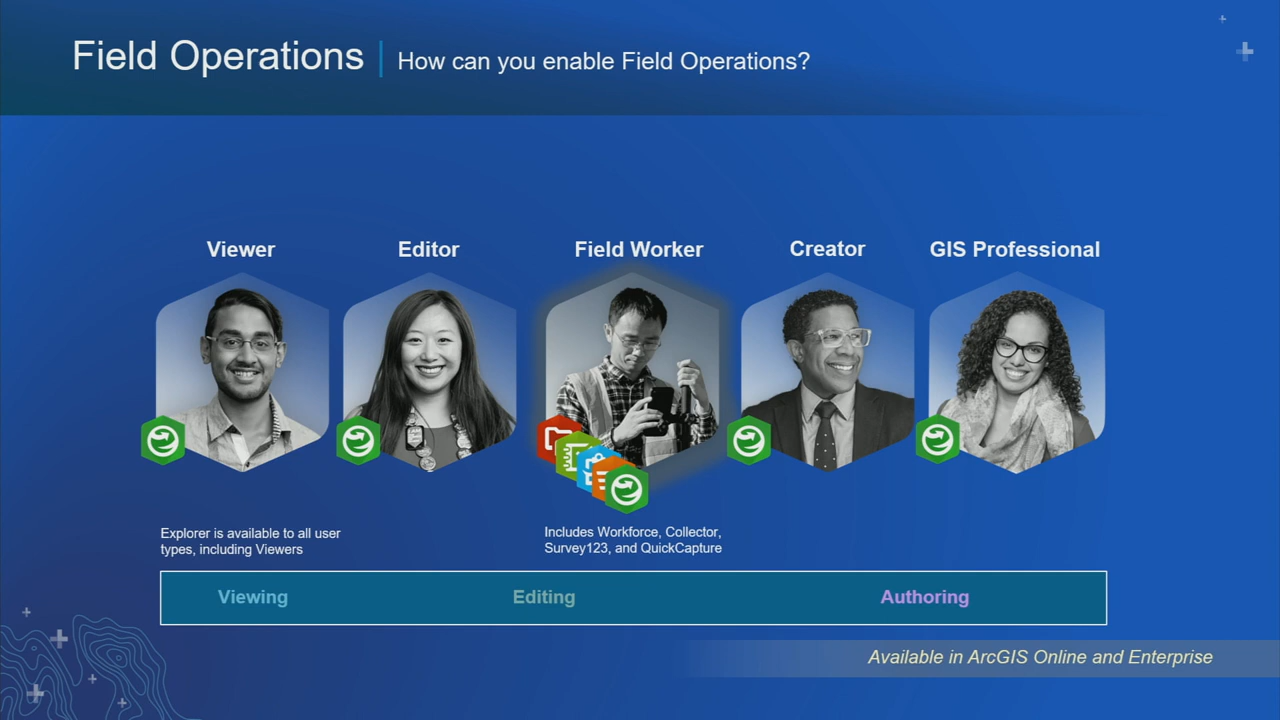 Field Operations | How can you enable Field Operations?
Viewer
Editor
Field Worker
Creator
GIS Professional
Explorer is available to all user
types, including Viewers
Includes Workforce, Collector,
Survey123, and QuickCapture
Viewing
Editing
Authoring
Available in ArcGIS Online and Enterprise